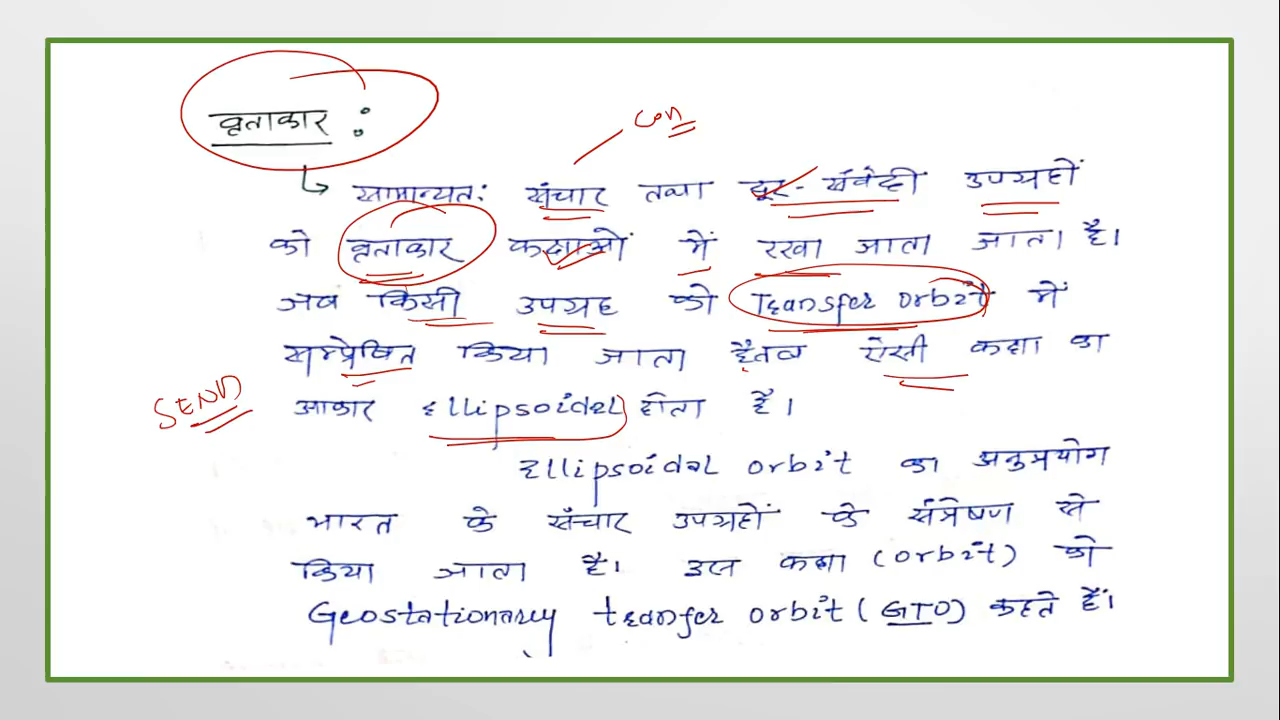 वृताकार :
con
↳ सामान्यत: संचार तथा दूर-संवेदी उपग्रहों
को वृताकार कक्षाओं में रखा जाता जाता है।
जब किसी उपग्रह को Transfer orbit में
सम्प्रेषित किया जाता हैतब ऐसी कक्षा का
SEND
आकार Ellipsoidal होता है।
Ellipsoidal orbit का अनुप्रयोग
भारत के संचार उपग्रहों के संप्रेषण से
किया जाता है। उस कक्षा (orbit) को
Geostationary transfer orbit (GTO) कहते हैं।